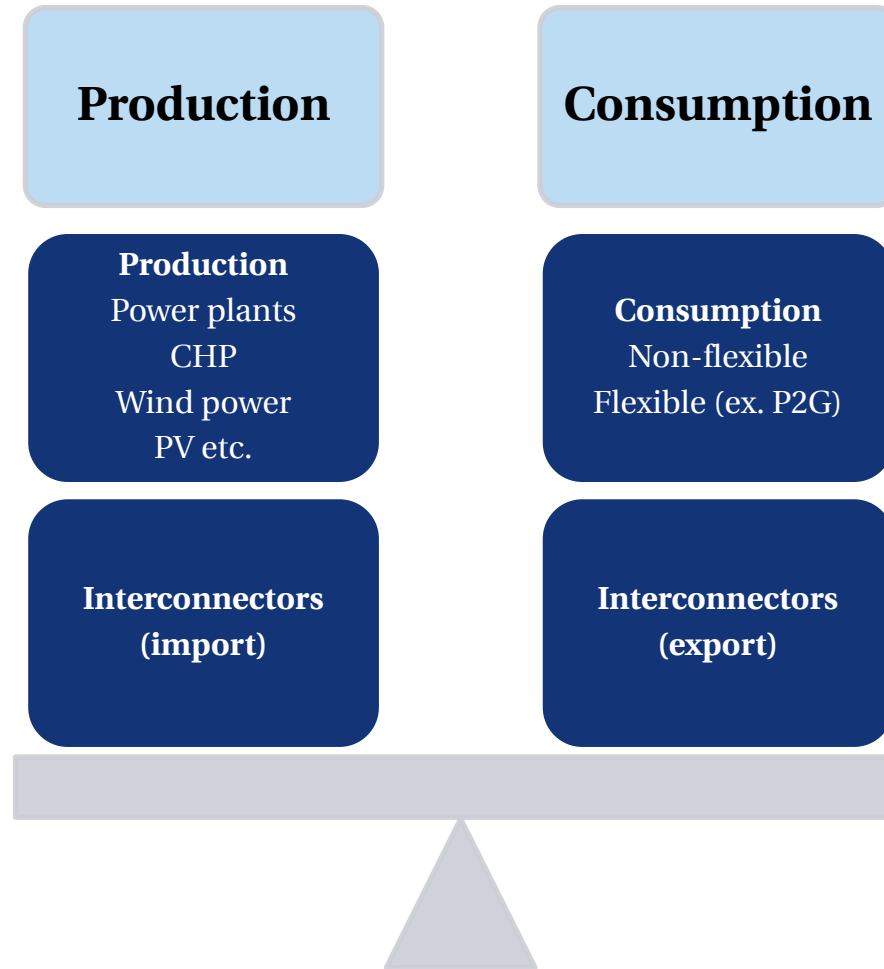 Production
Consumption
Production
Power plants
CHP
Wind power
PV etc.
Consumption
Non-flexible
Flexible (ex. P2G)
Interconnectors
(import)
Interconnectors
(export)